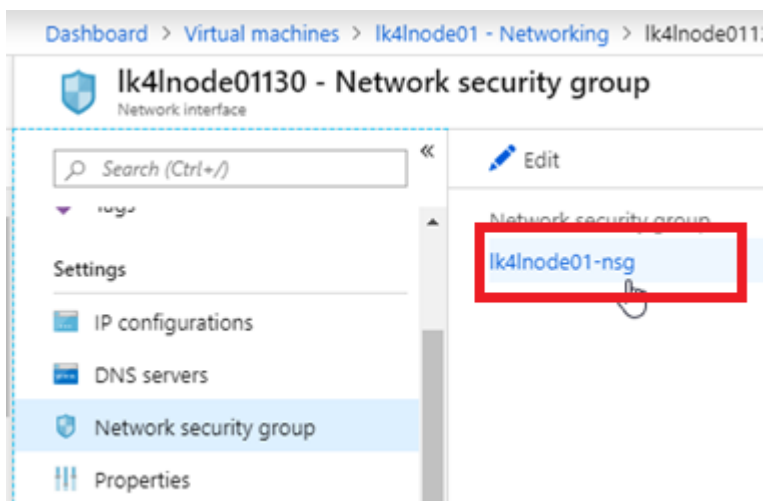 Dashboard > Virtual machines > lk4lnode01 - Networking > lk4lnode011
lk4lnode01130 - Network security group
Network interface
Search (Ctrl+/)
«
Edit
Tags
Network security group
lk4lnode01-nsg
Settings
IP configurations
DNS servers
Network security group
Properties